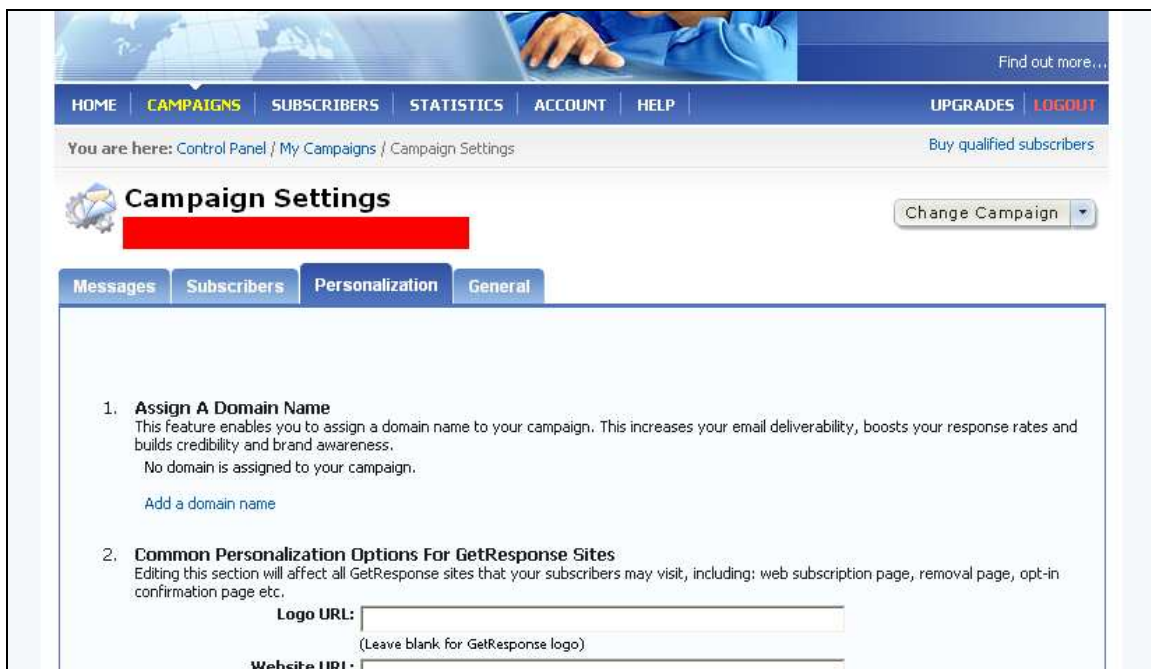 Find out more...
HOME CAMPAIGNS SUBSCRIBERS STATISTICS ACCOUNT HELP UPGRADES LOGOUT
You are here: Control Panel / My Campaigns / Campaign Settings Buy qualified subscribers
Campaign Settings
Change Campaign
Messages Subscribers Personalization General
1. Assign A Domain Name
This feature enables you to assign a domain name to your campaign. This increases your email deliverability, boosts your response rates and
builds credibility and brand awareness.
No domain is assigned to your campaign.
Add a domain name
2. Common Personalization Options For GetResponse Sites
Editing this section will affect all GetResponse sites that your subscribers may visit, including: web subscription page, removal page, opt-in
confirmation page etc.
Logo URL:
(Leave blank for GetResponse logo)
Website URL: